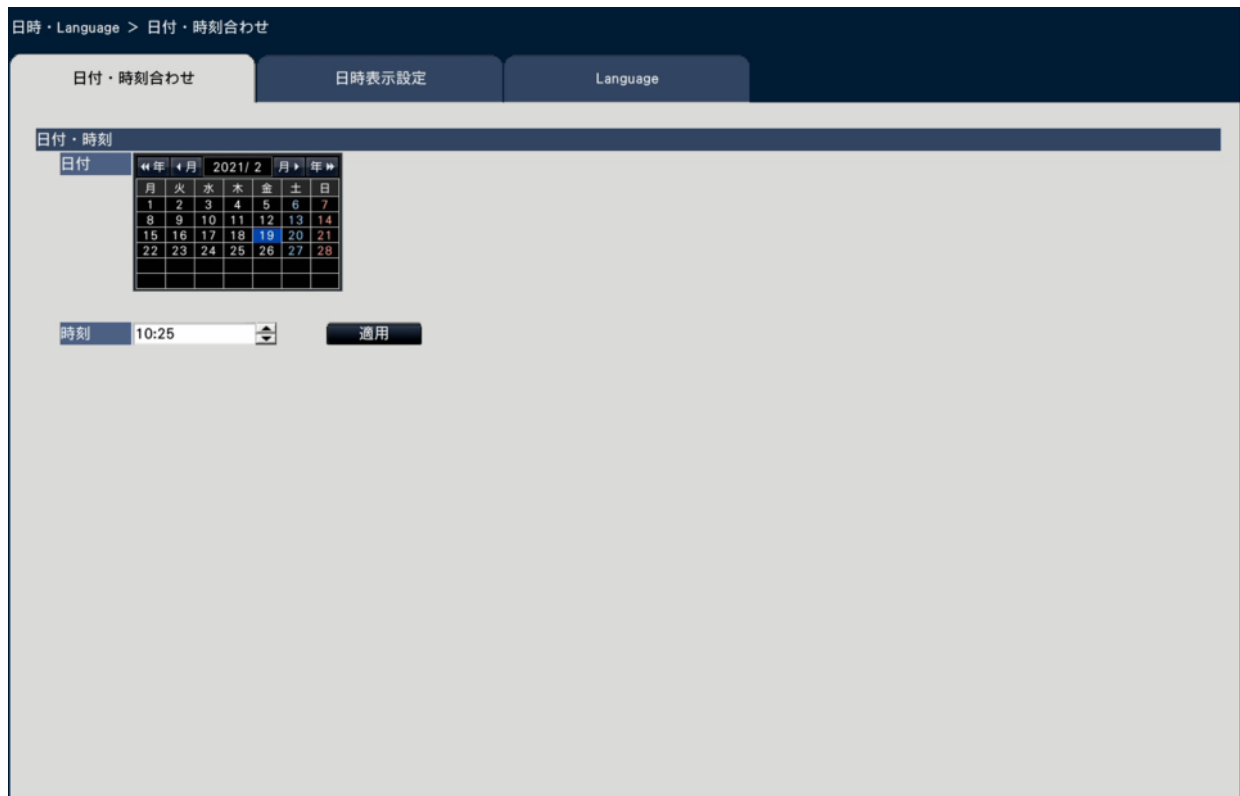 日時・Language > 日付・時刻合わせ
日付・時刻合わせ 日時表示設定 Language
日付・時刻
日付 年 月 2021/ 2 月 年
月 火 水 木 金 土 日
1 2 3 4 5 6 7
8 9 10 11 12 13 14
15 16 17 18 19 20 21
22 23 24 25 26 27 28
時刻 10:25 適用